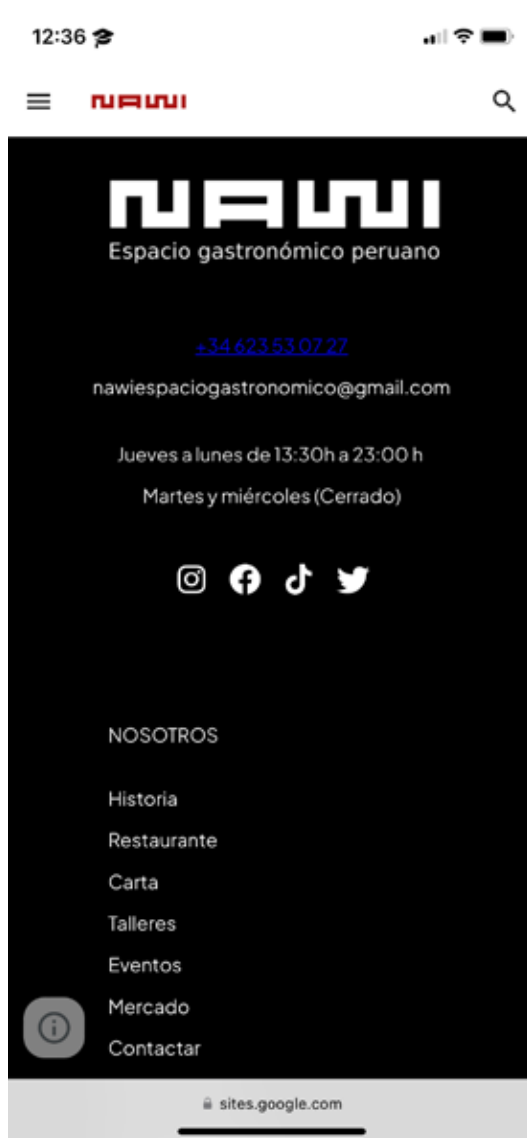 12:36
NAWI
NAWI
Espacio gastronómico peruano
+34 623 53 07 27
nawiespaciogastronomico@gmail.com
Jueves a lunes de 13:30h a 23:00 h
Martes y miércoles (Cerrado)
NOSOTROS
Historia
Restaurante
Carta
Talleres
Eventos
Mercado
Contactar
sites.google.com